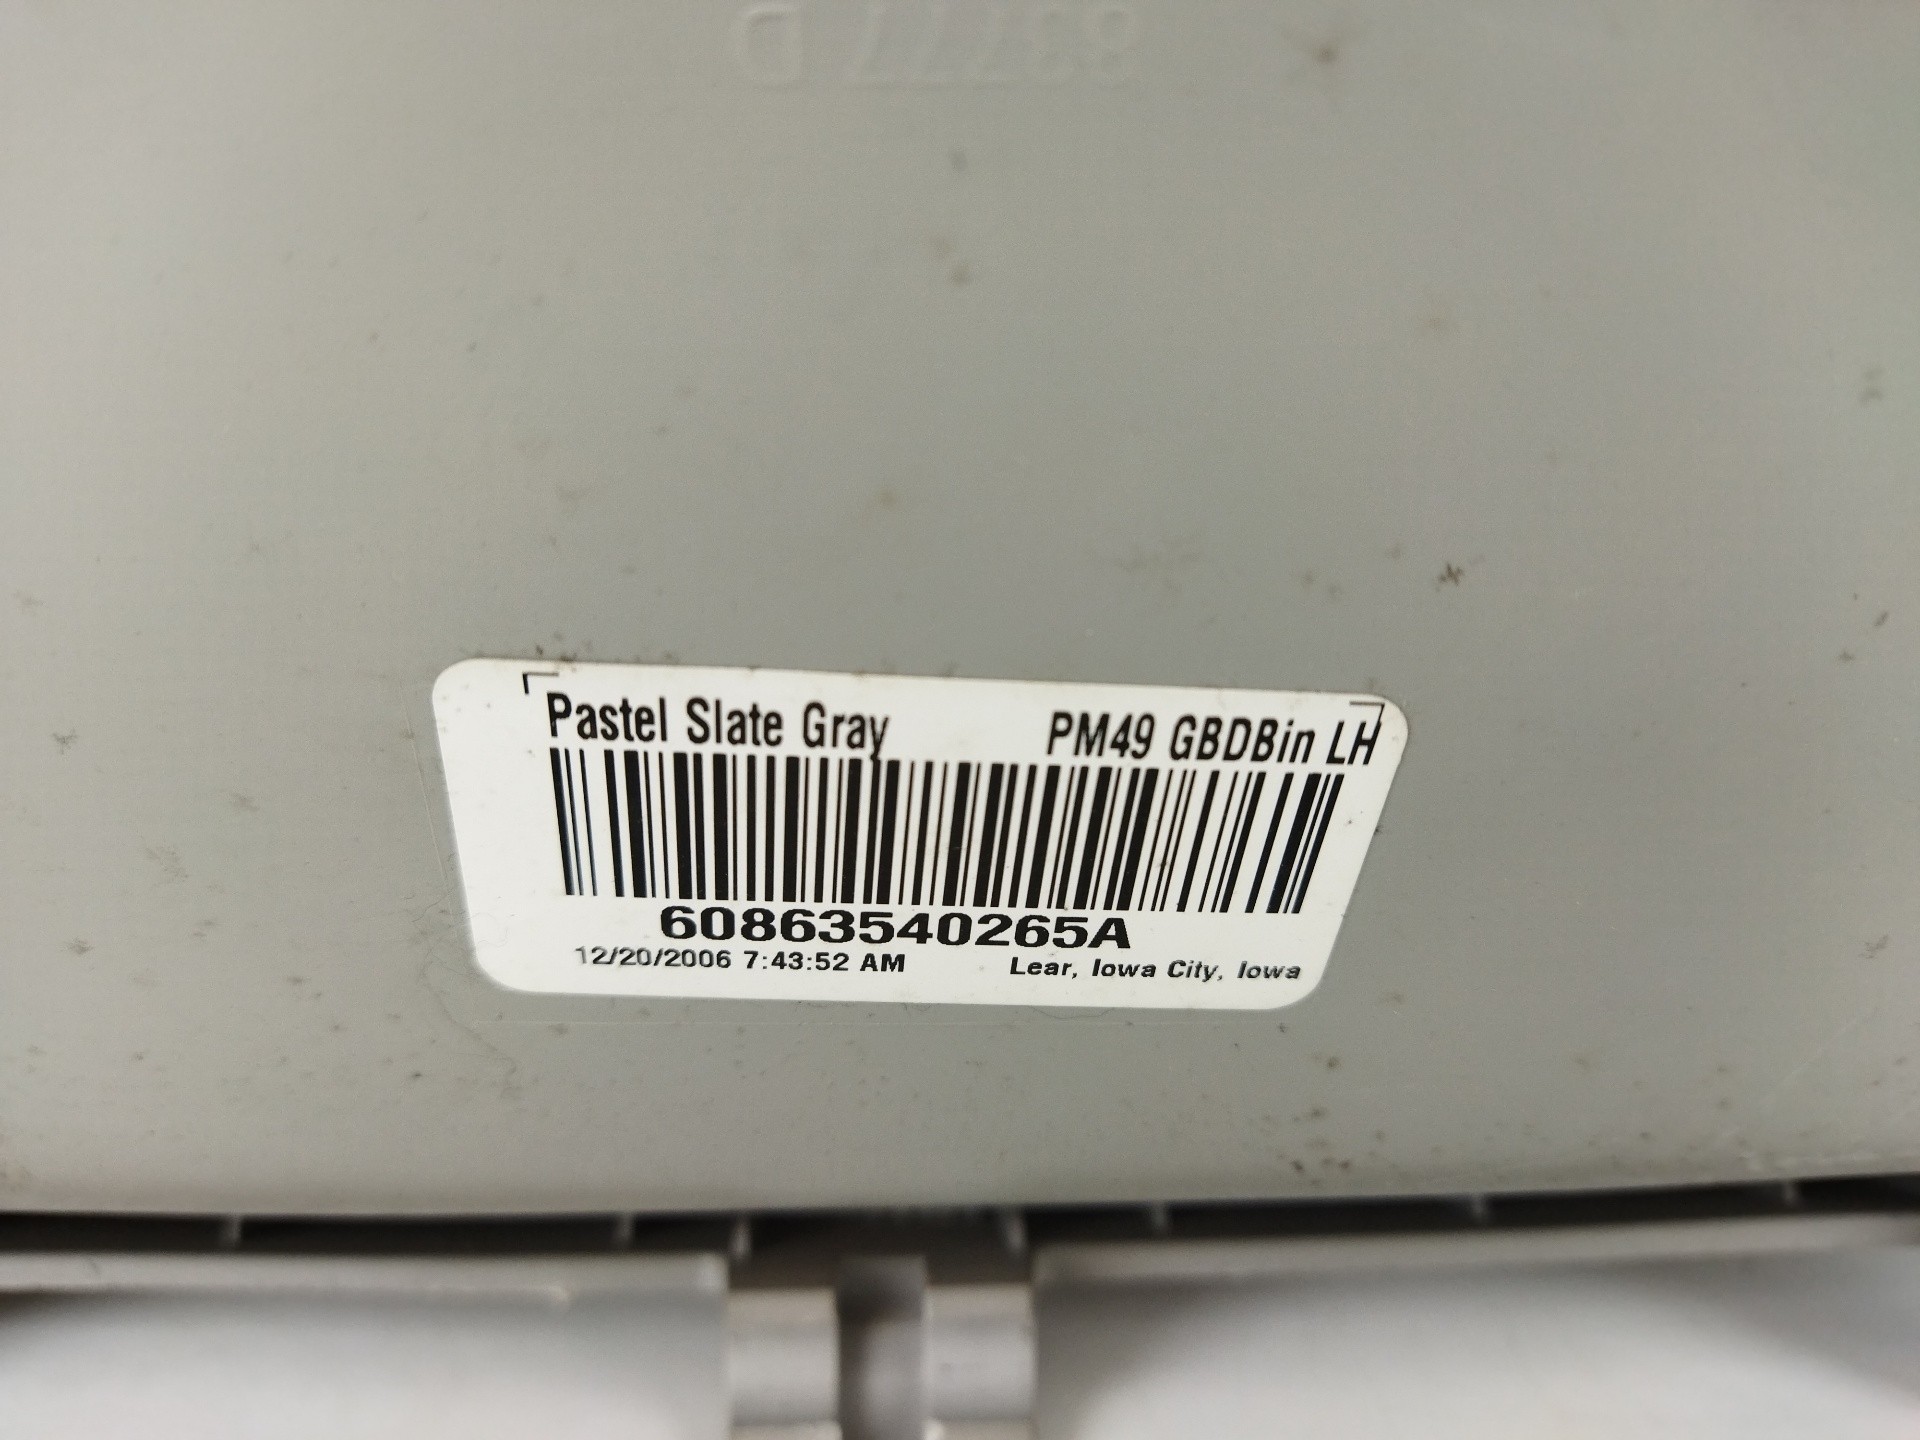 Pastel Slate Gray PM49 GBDBin LH
60863540265A
12/20/2006 7:43:52 AM Lear, Iowa City, Iowa